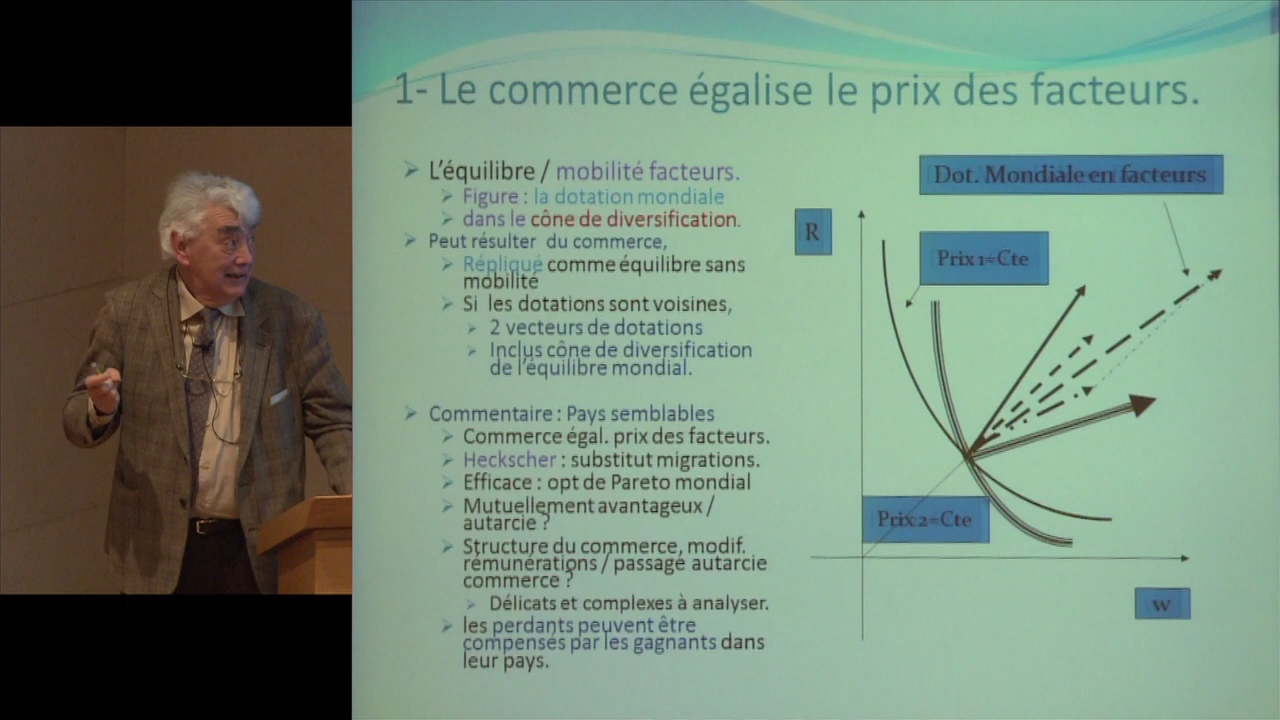 1- Le commerce égalise le prix des facteurs.
L'équilibre / mobilité facteurs.
Figure : la dotation mondiale
dans le cône de diversification.
Peut résulter du commerce,
Répliqué comme équilibre sans
mobilité
Si les dotations sont voisines,
2 vecteurs de dotations
Inclus cône de diversification
de l'équilibre mondial.
Commentaire : Pays semblables
Commerce égal. prix des facteurs.
Heckscher : substitut migrations.
Efficace : opt de Pareto mondial
Mutuellement avantageux /
autarcie ?
Structure du commerce, modif.
rémunérations / passage autarcie
commerce ?
Délicats et complexes à analyser.
les perdants peuvent être
compensés par les gagnants dans
leur pays.
Dot. Mondiale en facteurs
R
Prix 1=Cte
Prix 2=Cte
w